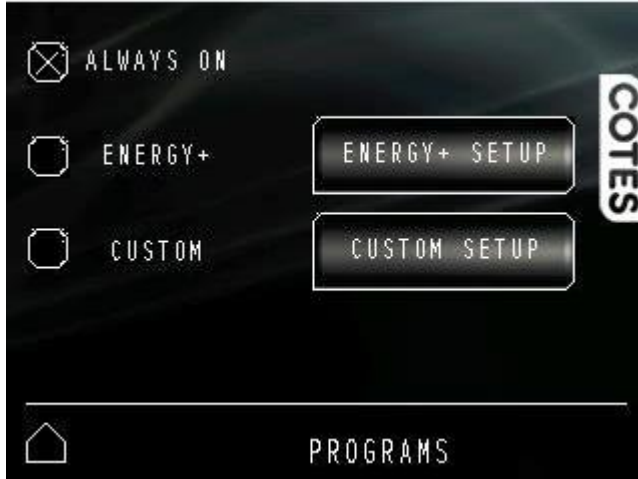 ALWAYS ON
ENERGY+ ENERGY+ SETUP
CUSTOM CUSTOM SETUP
COTES
PROGRAMS